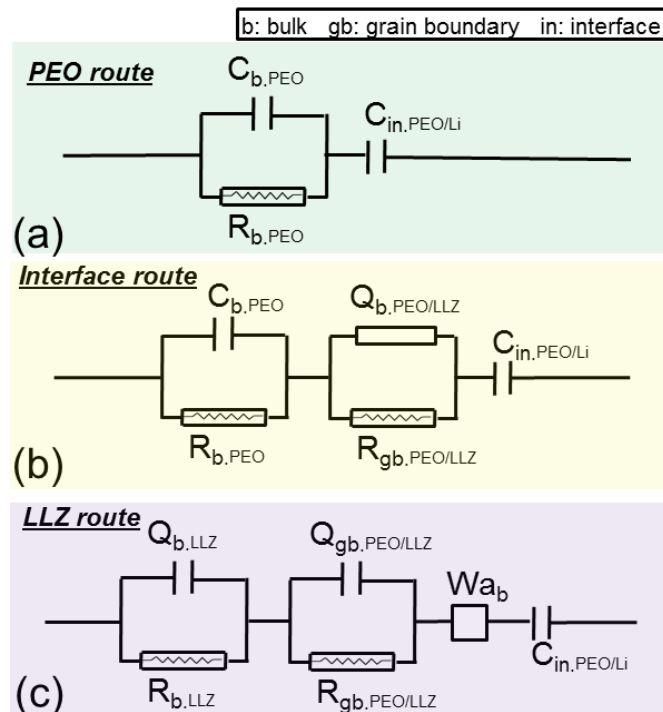 b: bulk gb: grain boundary in: interface
PEO route
Cb.PEO
Cin.PEO/Li
Rb.PEO
(a)
Interface route
Cb.PEO
Qb.PEO/LLZ
Cin.PEO/Li
Rb.PEO
Rgb.PEO/LLZ
(b)
LLZ route
Qb.LLZ
Qgb.PEO/LLZ
Wab
Cin.PEO/Li
Rb.LLZ
Rgb.PEO/LLZ
(c)